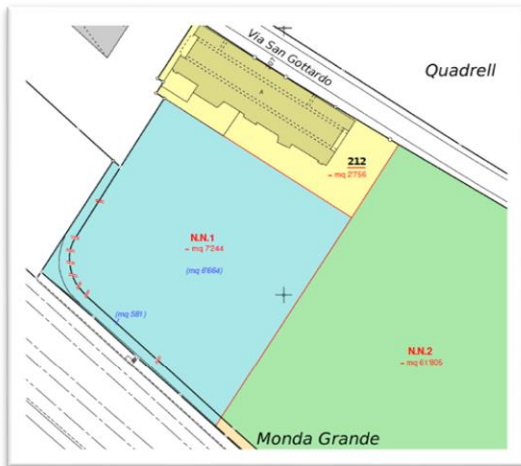 Via San Gottardo
Quadrell
A
212
= mq 2'756
N.N.1
= mq 7'244
(mq 6'664)
(mq 581)
N.N.2
= mq 61'905
Monda Grande